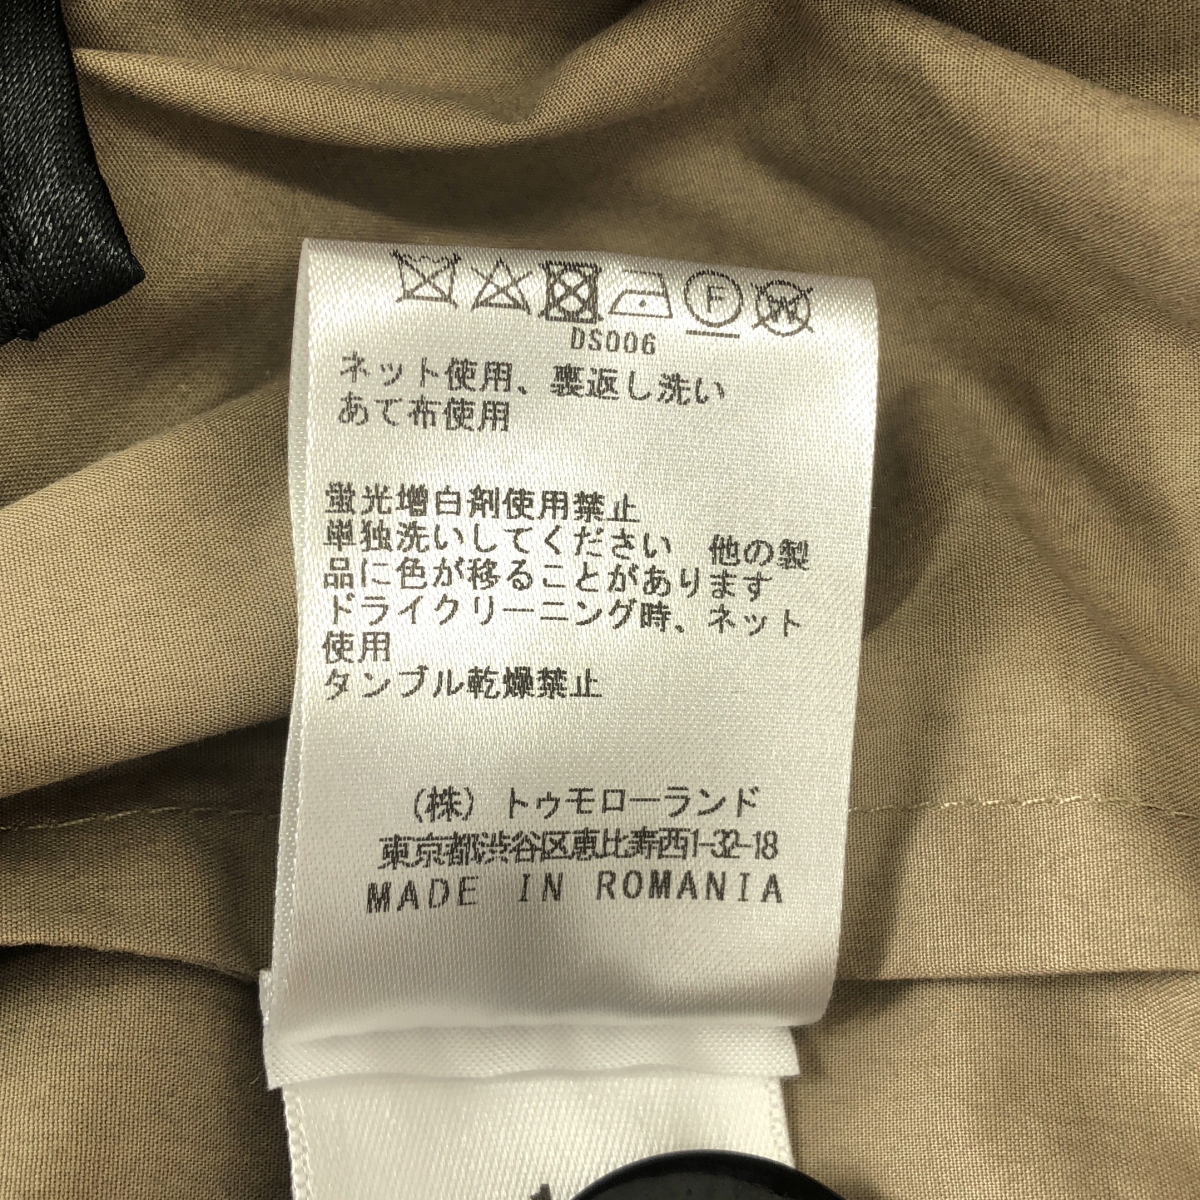 F W
DS006
ネット使用、裏返し洗い
あて布使用
蛍光増白剤使用禁止
単独洗いしてください 他の製
品に色が移ることがあります
ドライクリーニング時、ネット
使用
タンブル乾燥禁止
(株) トゥモローランド
東京都渋谷区恵比寿西1-32-18
MADE IN ROMANIA